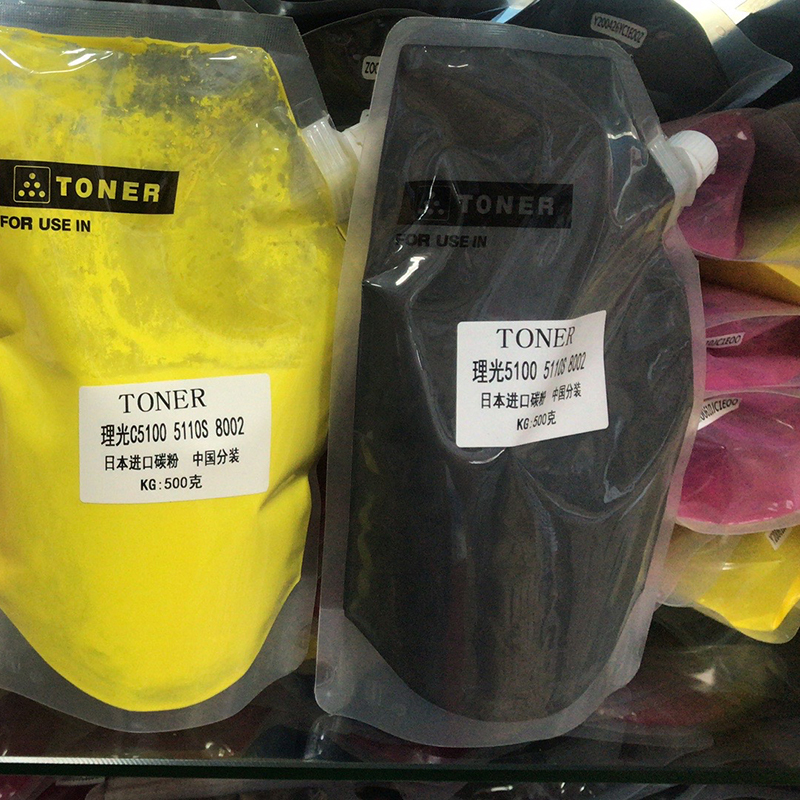 TONER
FOR USE IN
TONER
理光C5100 5110S 8002
日本进口碳粉 中国分装
KG:500克
TONER
FOR USE IN
TONER
理光5100 5110S 8002
日本进口碳粉 中国分装
KG:500克